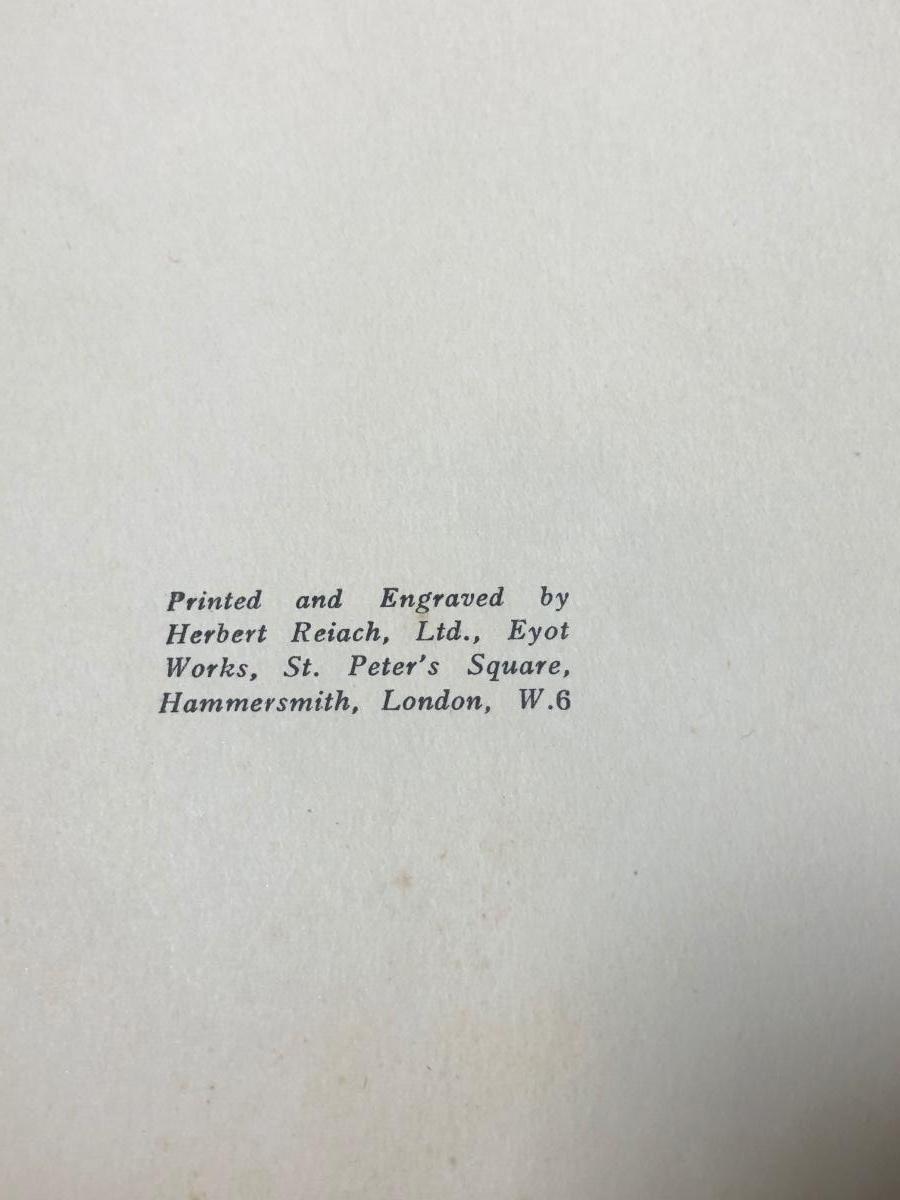 Printed and Engraved by
Herbert Reiach, Ltd., Eyot
Works, St. Peter's Square,
Hammersmith, London, W.6